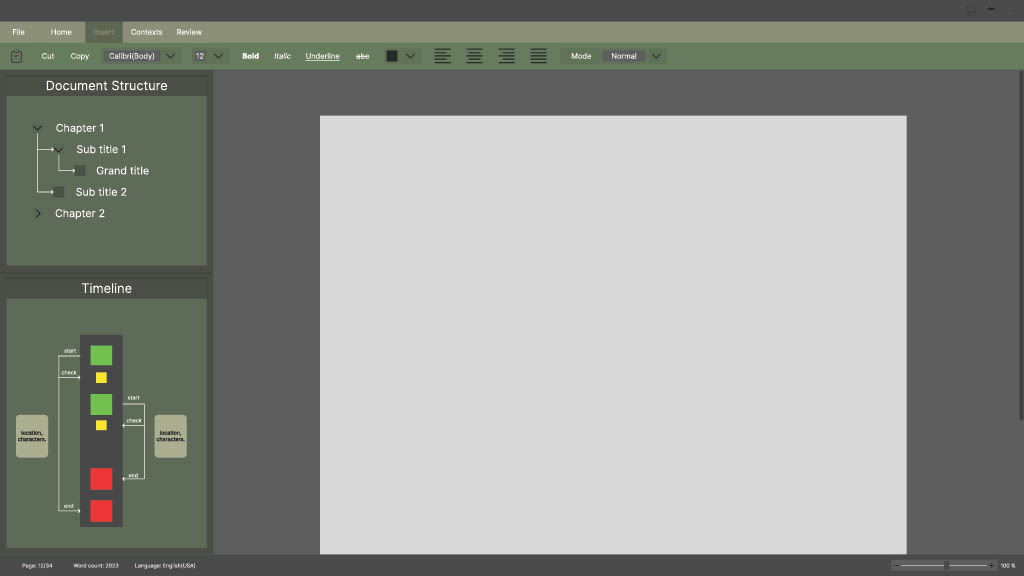 File Home Insert Contexts Review
Cut Copy Calibri(Body) 12 Bold Italic Underline abc Mode Normal
Document Structure
Chapter 1
Sub title 1
Grand title
Sub title 2
Chapter 2
Timeline
start
check
start
check
location,
characters.
location,
characters.
end
end
Page: 12/34 Word count: 2023 Language: English(USA) 100 %